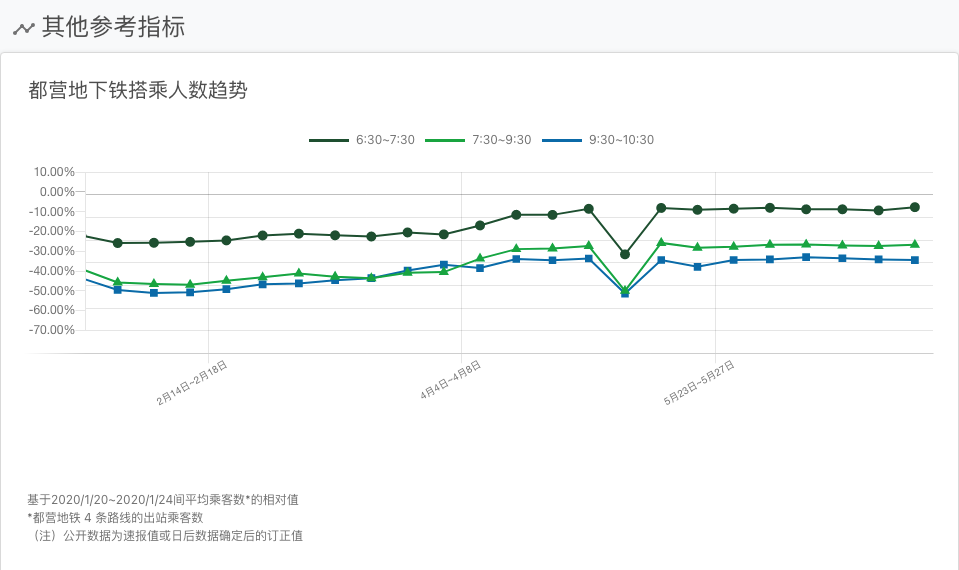 其他参考指标
都营地下铁搭乘人数趋势
6:30~7:30 7:30~9:30 9:30~10:30
10.00%
0.00%
-10.00%
-20.00%
-30.00%
-40.00%
-50.00%
-60.00%
-70.00%
2月14日~2月18日
4月4日~4月8日
5月23日~5月27日
基于2020/1/20~2020/1/24间平均乘客数*的相对值
*都营地铁 4 条路线的出站乘客数
（注）公开数据为速报值或日后数据确定后的订正值